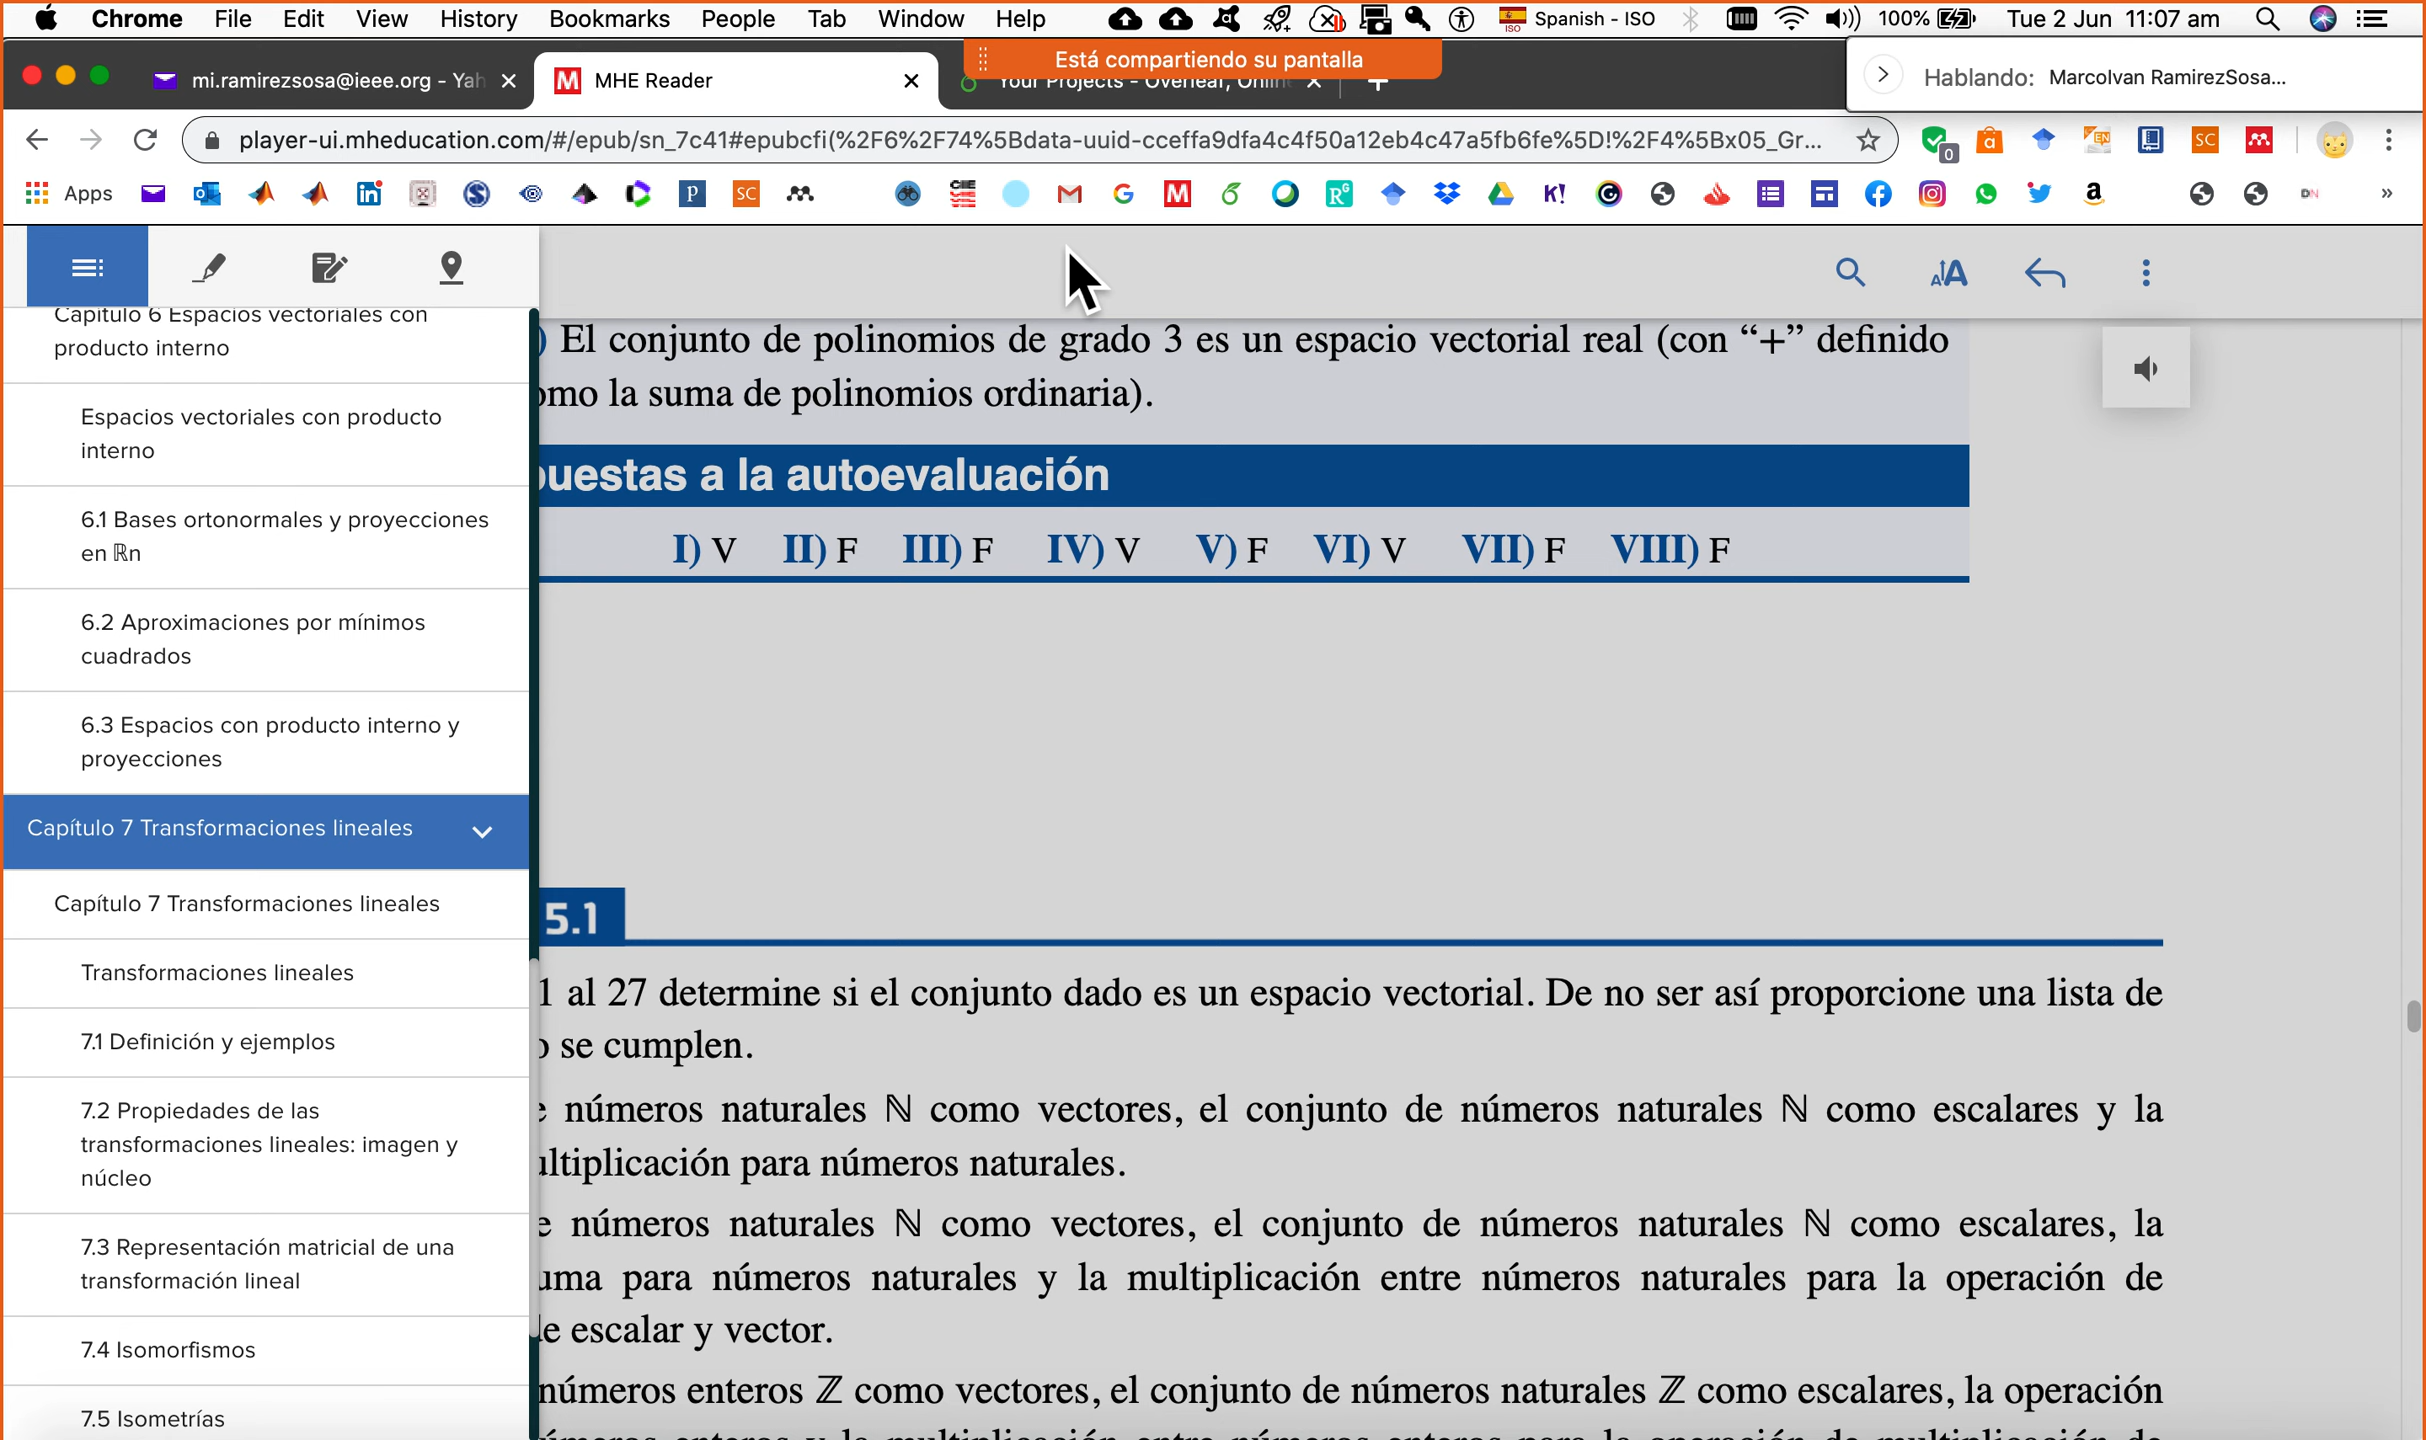 Chrome File Edit View History Bookmarks People Tab Window Help Spanish - ISO 100% Tue 2 Jun 11:07 am
Está compartiendo su pantalla
mi.ramirezsosa@ieee.org - Yah MHE Reader Your Projects - Overleaf, Onlin
Hablando: MarcoIvan RamirezSosa...
player-ui.mheducation.com/#/epub/sn_7c41#epubcfi(%2F6%2F74%5Bdata-uuid-cceffa9dfa4c4f50a12eb4c47a5fb6fe%5D!%2F4%5Bx05_Gr...
Apps
Capítulo 6 Espacios vectoriales con
producto interno
Espacios vectoriales con producto
interno
6.1 Bases ortonormales y proyecciones
en ℝn
6.2 Aproximaciones por mínimos
cuadrados
6.3 Espacios con producto interno y
proyecciones
Capítulo 7 Transformaciones lineales
Capítulo 7 Transformaciones lineales
Transformaciones lineales
7.1 Definición y ejemplos
7.2 Propiedades de las
transformaciones lineales: imagen y
núcleo
7.3 Representación matricial de una
transformación lineal
7.4 Isomorfismos
7.5 Isometrías
) El conjunto de polinomios de grado 3 es un espacio vectorial real (con “+” definido
omo la suma de polinomios ordinaria).
puestas a la autoevaluación
I) V II) F III) F IV) V V) F VI) V VII) F VIII) F
5.1
1 al 27 determine si el conjunto dado es un espacio vectorial. De no ser así proporcione una lista de
o se cumplen.
e números naturales ℕ como vectores, el conjunto de números naturales ℕ como escalares y la
ultiplicación para números naturales.
e números naturales ℕ como vectores, el conjunto de números naturales ℕ como escalares, la
uma para números naturales y la multiplicación entre números naturales para la operación de
de escalar y vector.
números enteros ℤ como vectores, el conjunto de números naturales ℤ como escalares, la operación